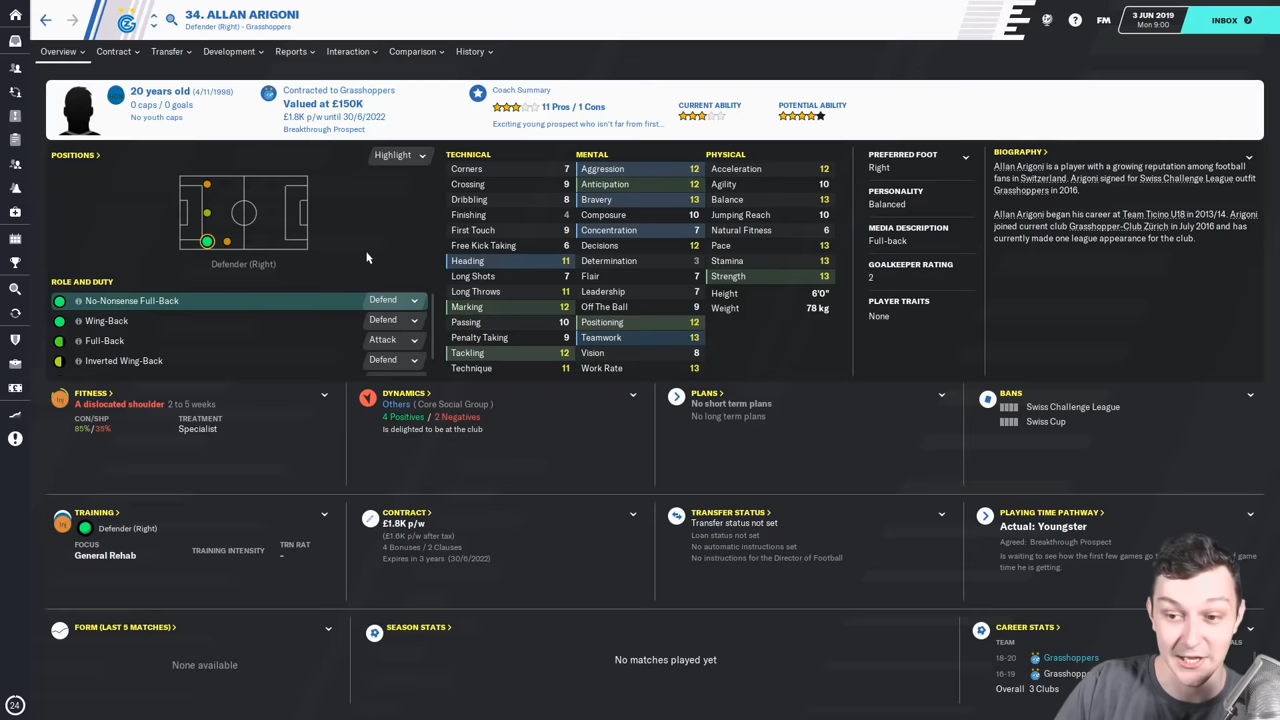 34. ALLAN ARIGONI
Defender (Right) - Grasshoppers
FM
3 JUN 2019
Mon 9:00
INBOX
Overview
Contract
Transfer
Development
Reports
Interaction
Comparison
History
20 years old (4/11/1998)
0 caps / 0 goals
No youth caps
Contracted to Grasshoppers
Valued at £150K
£1.8K p/w until 30/6/2022
Breakthrough Prospect
Coach Summary
11 Pros / 1 Cons
Exciting young prospect who isn't far from first...
CURRENT ABILITY
POTENTIAL ABILITY
POSITIONS >
Highlight
Defender (Right)
ROLE AND DUTY
No-Nonsense Full-Back Defend
Wing-Back Defend
Full-Back Attack
Inverted Wing-Back Defend
TECHNICAL
Corners 7
Crossing 9
Dribbling 8
Finishing 4
First Touch 9
Free Kick Taking 6
Heading 11
Long Shots 7
Long Throws 11
Marking 12
Passing 10
Penalty Taking 9
Tackling 12
Technique 11
MENTAL
Aggression 12
Anticipation 12
Bravery 13
Composure 10
Concentration 7
Decisions 12
Determination 3
Flair 7
Leadership 7
Off The Ball 9
Positioning 12
Teamwork 13
Vision 8
Work Rate 13
PHYSICAL
Acceleration 12
Agility 10
Balance 13
Jumping Reach 10
Natural Fitness 6
Pace 13
Stamina 13
Strength 13
Height 6'0"
Weight 78 kg
PREFERRED FOOT
Right
PERSONALITY
Balanced
MEDIA DESCRIPTION
Full-back
GOALKEEPER RATING
2
PLAYER TRAITS
None
BIOGRAPHY >
Allan Arigoni is a player with a growing reputation among football
fans in Switzerland. Arigoni signed for Swiss Challenge League outfit
Grasshoppers in 2016.
Allan Arigoni began his career at Team Ticino U18 in 2013/14. Arigoni
joined current club Grasshopper-Club Zürich in July 2016 and has
currently made one league appearance for the club.
FITNESS >
Inj
A dislocated shoulder 2 to 5 weeks
CON/SHP
85%/35%
TREATMENT
Specialist
DYNAMICS >
Others ( Core Social Group )
4 Positives / 2 Negatives
Is delighted to be at the club
PLANS >
No short term plans
No long term plans
BANS
Swiss Challenge League
Swiss Cup
TRAINING >
Inj
Defender (Right)
FOCUS
General Rehab
TRAINING INTENSITY
TRN RAT
-
CONTRACT >
£1.8K p/w
(£1.6K p/w after tax)
4 Bonuses / 2 Clauses
Expires in 3 years (30/6/2022)
TRANSFER STATUS >
Transfer status not set
Loan status not set
No automatic instructions set
No instructions for the Director of Football
PLAYING TIME PATHWAY >
Actual: Youngster
Agreed: Breakthrough Prospect
Is waiting to see how the first few games go
game
time he is getting.
FORM (LAST 5 MATCHES) >
None available
SEASON STATS >
No matches played yet
CAREER STATS >
TEAM
18-20 Grasshoppers
16-19 Grasshopp
Overall 3 Clubs
24